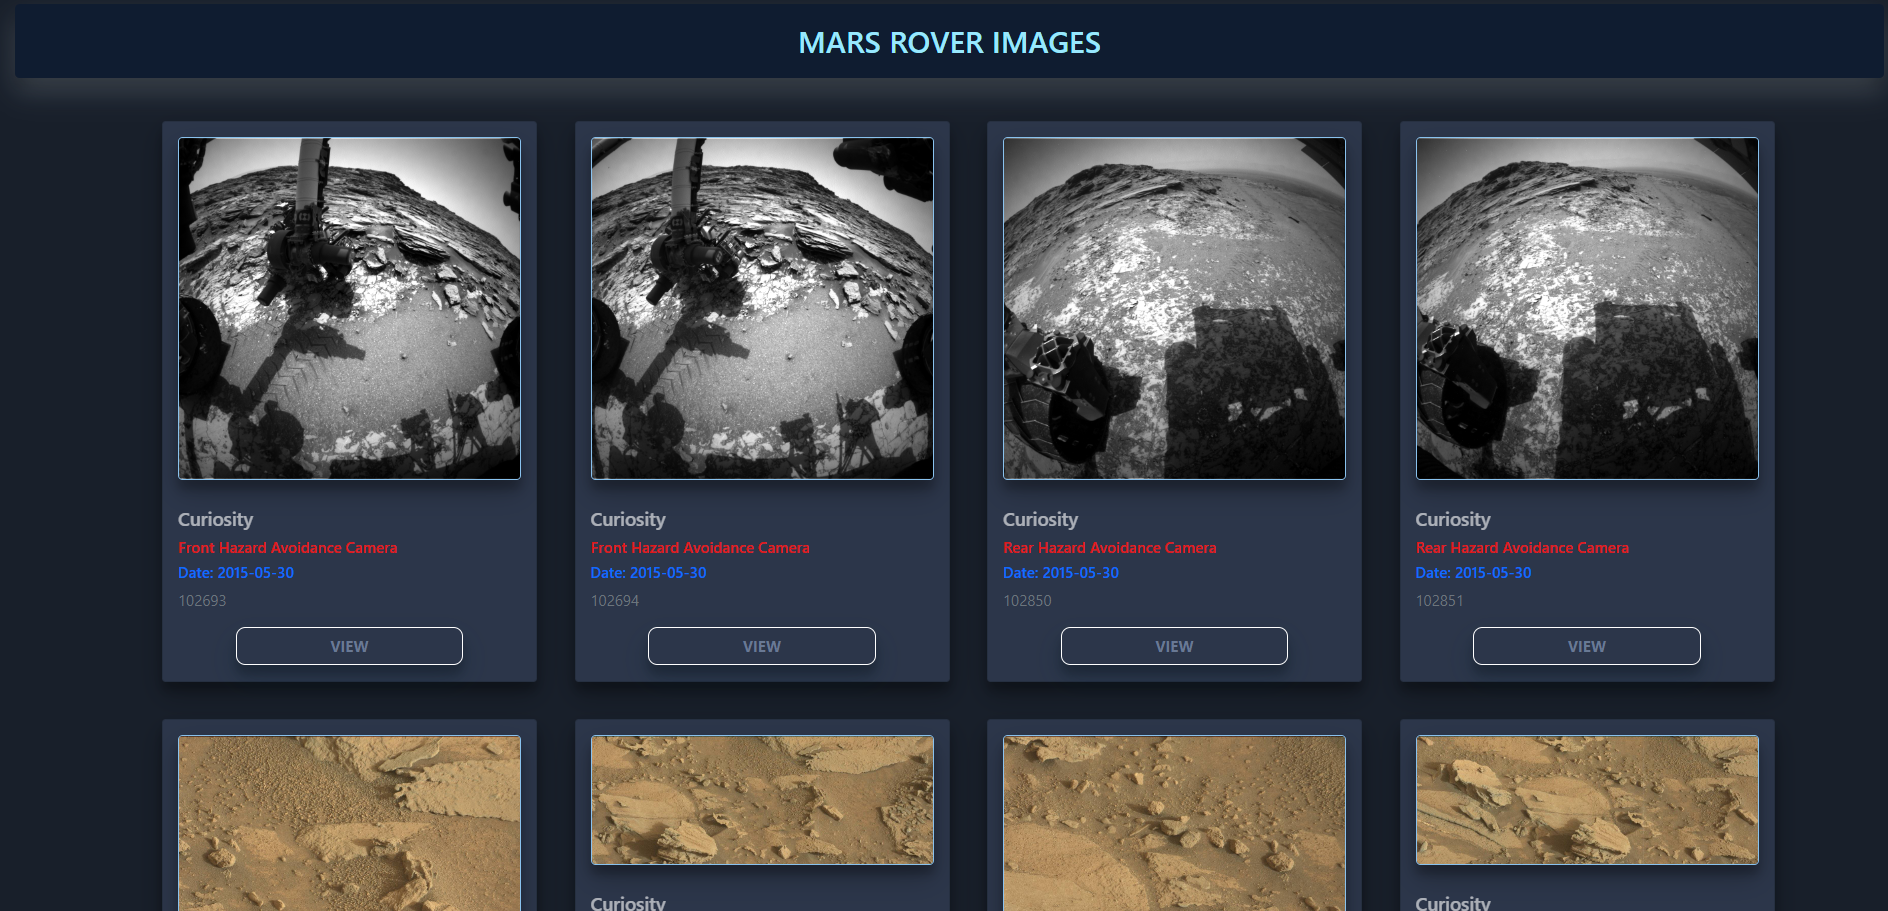 MARS ROVER IMAGES
Curiosity
Front Hazard Avoidance Camera
Date: 2015-05-30
102693
VIEW
Curiosity
Front Hazard Avoidance Camera
Date: 2015-05-30
102694
VIEW
Curiosity
Rear Hazard Avoidance Camera
Date: 2015-05-30
102850
VIEW
Curiosity
Rear Hazard Avoidance Camera
Date: 2015-05-30
102851
VIEW
Curiosity
Curiosity